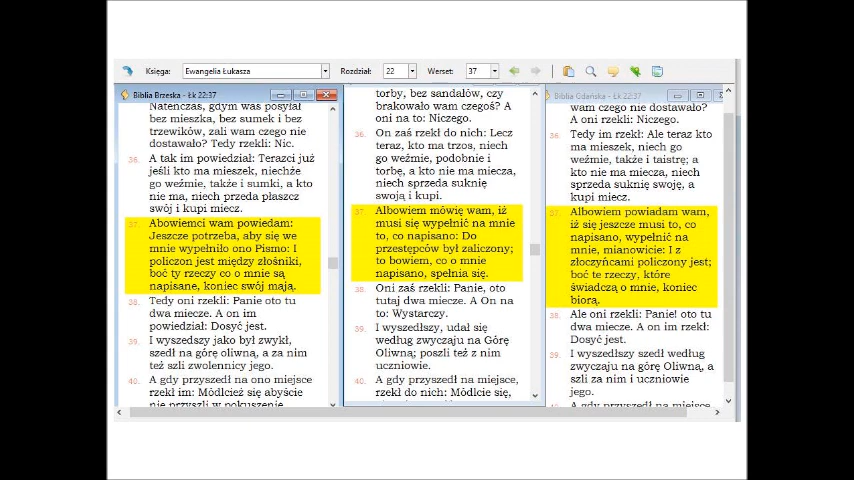 Księga: Ewangelia Łukasza Rozdział: 22 Werset: 37
Biblia Brzeska - Łk 22:37
Natenczas, gdym was posyłał
bez mieszka, bez sumek i bez
trzewików, zali wam czego nie
dostawało? Tedy rzekli: Nic.
36. A tak im powiedział: Terazci już
jeśli kto ma mieszek, niechże
go weźmie, także i sumki, a kto
nie ma, niech przeda płaszcz
swój i kupi miecz.
37. Abowiemci wam powiedam:
Jeszcze potrzeba, aby się we
mnie wypełniło ono Pismo: I
policzon jest między złośniki,
boć ty rzeczy co o mnie są
napisane, koniec swój mają.
38. Tedy oni rzekli: Panie oto tu
dwa miecze. A on im
powiedział: Dosyć jest.
39. I wyszedszy jako był zwykł,
szedł na górę oliwną, a za nim
też szli zwolennicy jego.
40. A gdy przyszedł na ono miejsce
rzekł im: Módlcież się abyście
nie przyszli w pokuszenie
torby, bez sandałów, czy
brakowało wam czegoś? A
oni na to: Niczego.
36. On zaś rzekł do nich: Lecz
teraz, kto ma trzos, niech
go weźmie, podobnie i
torbę, a kto nie ma miecza,
niech sprzeda suknię
swoją i kupi.
37. Albowiem mówię wam, iż
musi się wypełnić na mnie
to, co napisano: Do
przestępców był zaliczony;
to bowiem, co o mnie
napisano, spełnia się.
38. Oni zaś rzekli: Panie, oto
tutaj dwa miecze. A On na
to: Wystarczy.
39. I wyszedłszy, udał się
według zwyczaju na Górę
Oliwną; poszli też z nim
uczniowie.
40. A gdy przyszedł na miejsce,
rzekł do nich: Módlcie się,
Biblia Gdańska - Łk 22:37
wam czego nie dostawało?
A oni rzekli: Niczego.
36. Tedy im rzekł: Ale teraz kto
ma mieszek, niech go
weźmie, także i taistrę; a
kto nie ma miecza, niech
sprzeda suknię swoję, a
kupi miecz.
37. Albowiem powiadam wam,
iż się jeszcze musi to, co
napisano, wypełnić na
mnie, mianowicie: I z
złoczyńcami policzony jest;
boć te rzeczy, które
świadczą o mnie, koniec
biorą.
38. Ale oni rzekli: Panie! oto tu
dwa miecze. A on im rzekł:
Dosyć jest.
39. I wyszedłszy szedł według
zwyczaju na górę Oliwną, a
szli za nim i uczniowie
jego.
A gdy przyszedł na miejsce